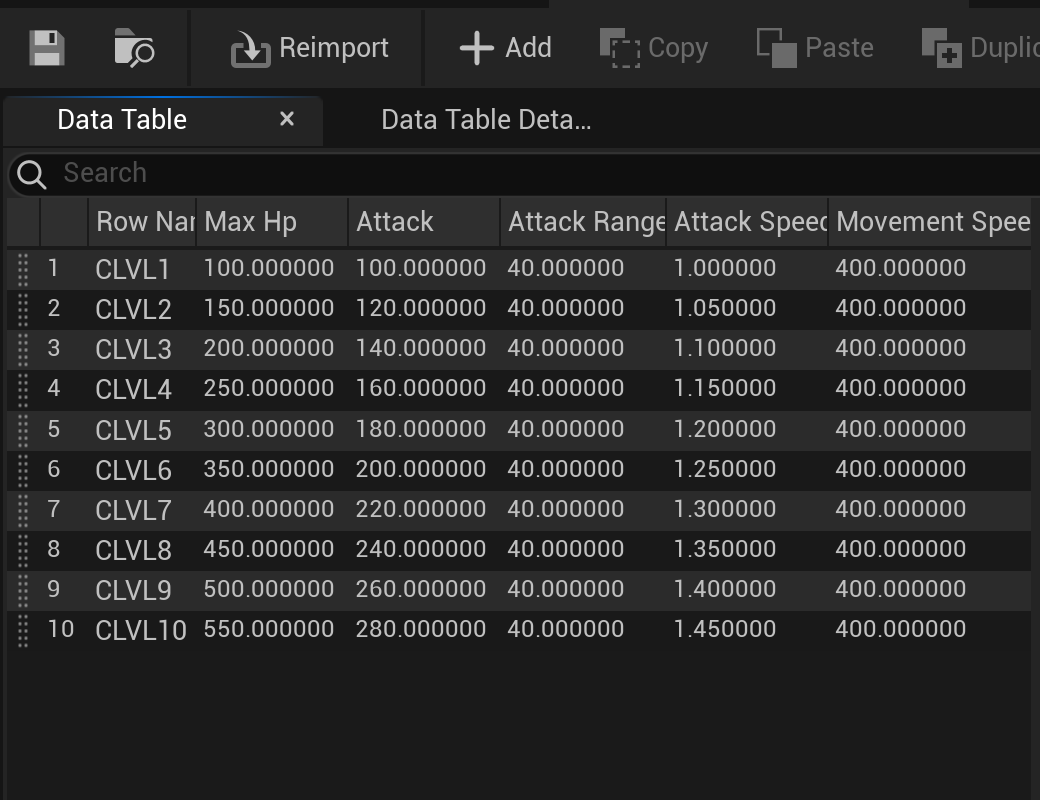 Reimport Add Copy Paste Duplic
Data Table × Data Table Deta...
Search
Row Nar Max Hp Attack Attack Range Attack Speed Movement Spee
1 CLVL1 100.000000 100.000000 40.000000 1.000000 400.000000
2 CLVL2 150.000000 120.000000 40.000000 1.050000 400.000000
3 CLVL3 200.000000 140.000000 40.000000 1.100000 400.000000
4 CLVL4 250.000000 160.000000 40.000000 1.150000 400.000000
5 CLVL5 300.000000 180.000000 40.000000 1.200000 400.000000
6 CLVL6 350.000000 200.000000 40.000000 1.250000 400.000000
7 CLVL7 400.000000 220.000000 40.000000 1.300000 400.000000
8 CLVL8 450.000000 240.000000 40.000000 1.350000 400.000000
9 CLVL9 500.000000 260.000000 40.000000 1.400000 400.000000
10 CLVL10 550.000000 280.000000 40.000000 1.450000 400.000000